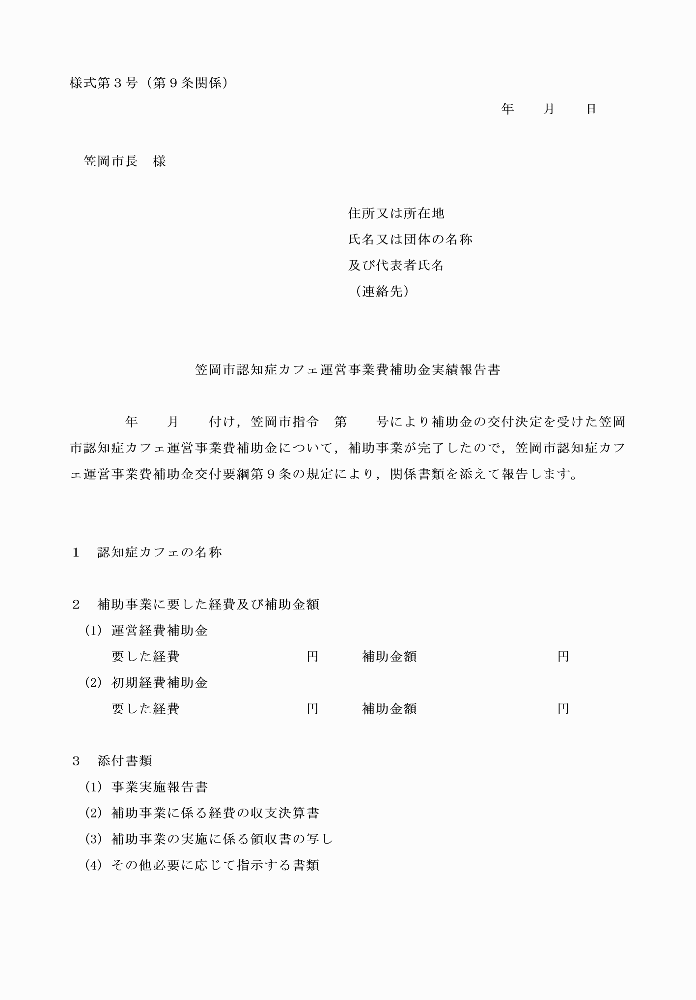 様式第３号（第９条関係）
年　　月　　日
笠岡市長　様
住所又は所在地
氏名又は団体の名称
及び代表者氏名
（連絡先）
笠岡市認知症カフェ運営事業費補助金実績報告書
年　　月　　付け，笠岡市指令　第　　号により補助金の交付決定を受けた笠岡
市認知症カフェ運営事業費補助金について，補助事業が完了したので，笠岡市認知症カフ
ェ運営事業費補助金交付要綱第９条の規定により，関係書類を添えて報告します。
１　認知症カフェの名称
２　補助事業に要した経費及び補助金額
（1）運営経費補助金
要した経費　　　　　　　　　円　　　補助金額　　　　　　　　　　円
（2）初期経費補助金
要した経費　　　　　　　　　円　　　補助金額　　　　　　　　　　円
３　添付書類
（1）事業実施報告書
（2）補助事業に係る経費の収支決算書
（3）補助事業の実施に係る領収書の写し
（4）その他必要に応じて指示する書類